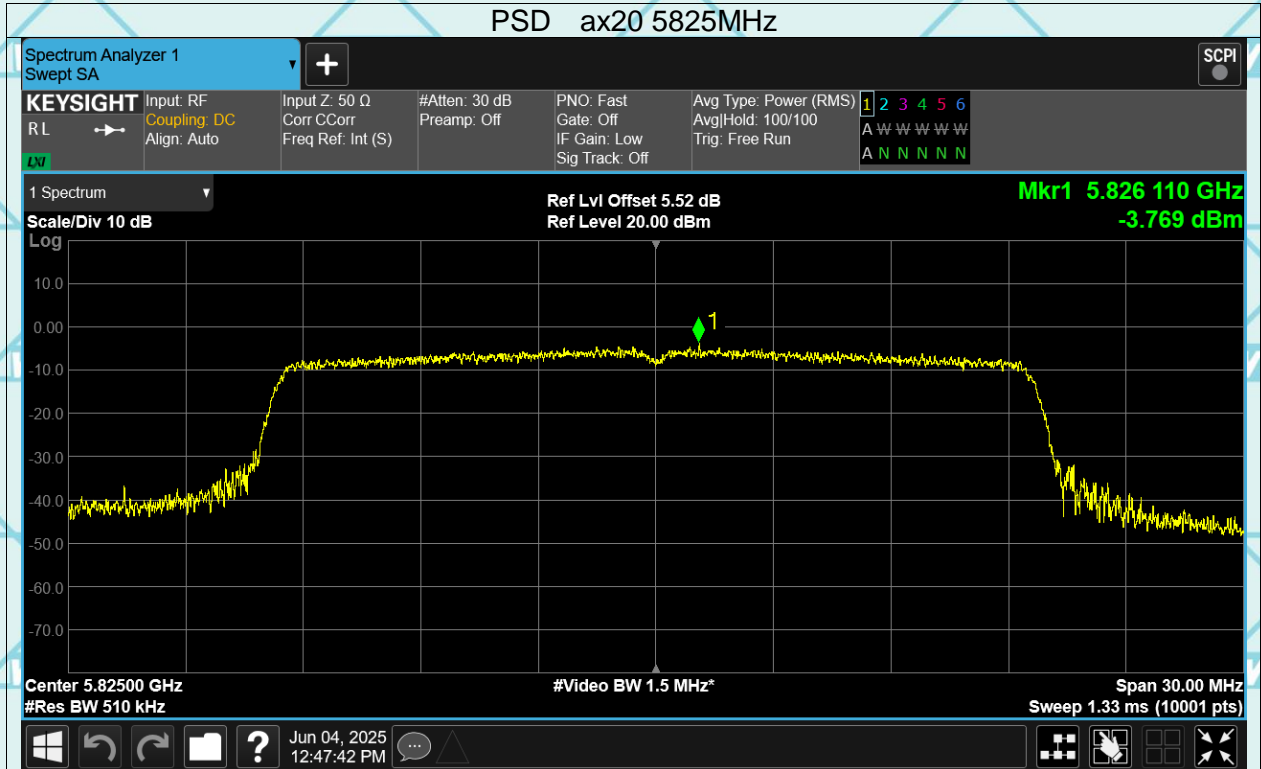 PSD ax20 5825MHz
Spectrum Analyzer 1
Swept SA
SCPI
KEYSIGHT
RL
LXI
Input: RF
Coupling: DC
Align: Auto
Input Z: 50 Ω
Corr CCorr
Freq Ref: Int (S)
#Atten: 30 dB
Preamp: Off
PNO: Fast
Gate: Off
IF Gain: Low
Sig Track: Off
Avg Type: Power (RMS)
Avg|Hold: 100/100
Trig: Free Run
1 2 3 4 5 6
A W W W W W
A N N N N N
1 Spectrum
Scale/Div 10 dB
Ref Lvl Offset 5.52 dB
Ref Level 20.00 dBm
Mkr1 5.826 110 GHz
-3.769 dBm
Log
10.0
0.00
-10.0
-20.0
-30.0
-40.0
-50.0
-60.0
-70.0
1
Center 5.82500 GHz
#Res BW 510 kHz
#Video BW 1.5 MHz*
Span 30.00 MHz
Sweep 1.33 ms (10001 pts)
?
Jun 04, 2025
12:47:42 PM